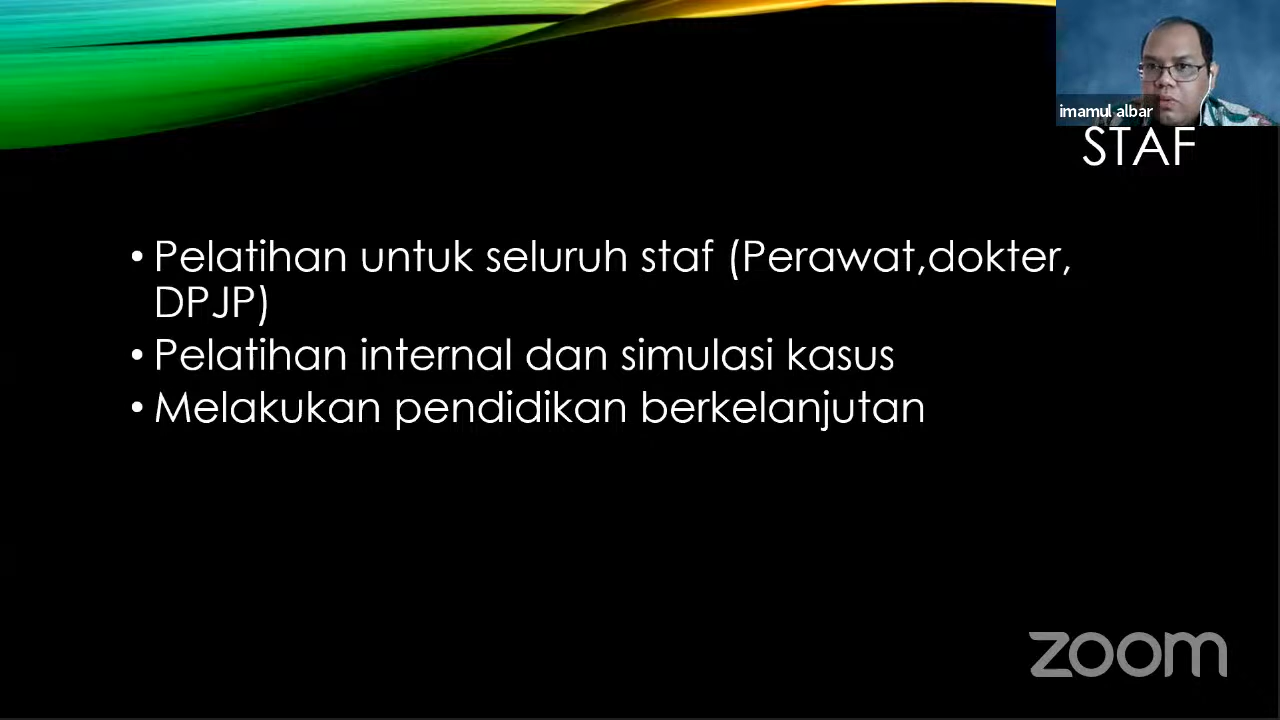 imamul albar
STAF
• Pelatihan untuk seluruh staf (Perawat,dokter,
DPJP)
• Pelatihan internal dan simulasi kasus
• Melakukan pendidikan berkelanjutan
zoom